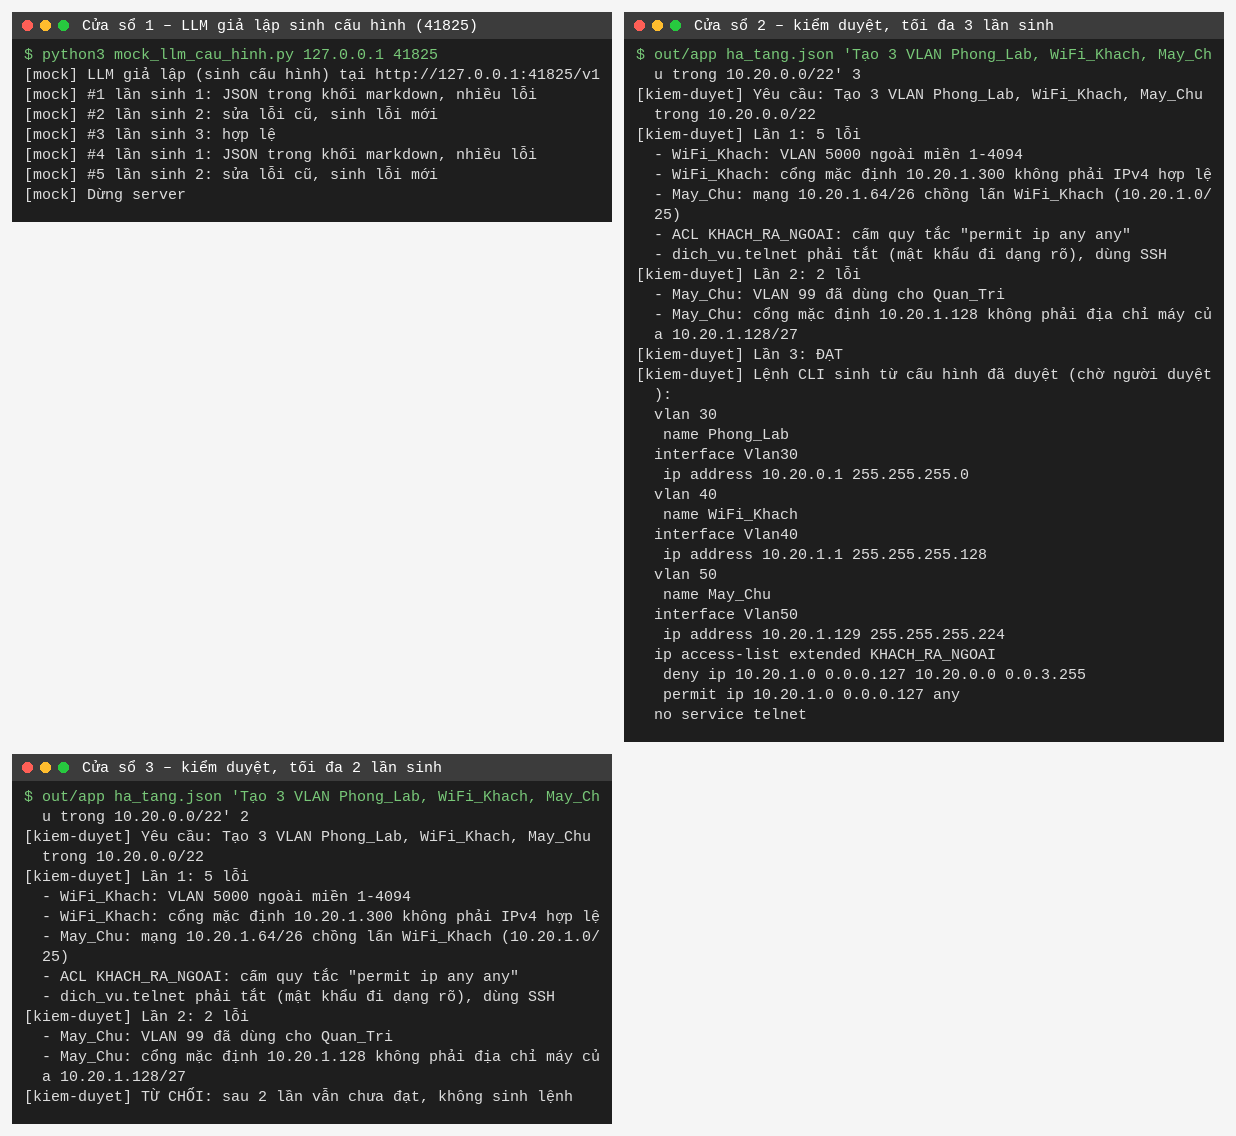 Cửa sổ 1 – LLM giả lập sinh cấu hình (41825)
$ python3 mock_llm_cau_hinh.py 127.0.0.1 41825
[mock] LLM giả lập (sinh cấu hình) tại http://127.0.0.1:41825/v1
[mock] #1 lần sinh 1: JSON trong khối markdown, nhiều lỗi
[mock] #2 lần sinh 2: sửa lỗi cũ, sinh lỗi mới
[mock] #3 lần sinh 3: hợp lệ
[mock] #4 lần sinh 1: JSON trong khối markdown, nhiều lỗi
[mock] #5 lần sinh 2: sửa lỗi cũ, sinh lỗi mới
[mock] Dừng server
Cửa sổ 2 – kiểm duyệt, tối đa 3 lần sinh
$ out/app ha_tang.json 'Tạo 3 VLAN Phong_Lab, WiFi_Khach, May_Ch
u trong 10.20.0.0/22' 3
[kiem-duyet] Yêu cầu: Tạo 3 VLAN Phong_Lab, WiFi_Khach, May_Chu
trong 10.20.0.0/22
[kiem-duyet] Lần 1: 5 lỗi
- WiFi_Khach: VLAN 5000 ngoài miền 1-4094
- WiFi_Khach: cổng mặc định 10.20.1.300 không phải IPv4 hợp lệ
- May_Chu: mạng 10.20.1.64/26 chồng lấn WiFi_Khach (10.20.1.0/
25)
- ACL KHACH_RA_NGOAI: cấm quy tắc "permit ip any any"
- dich_vu.telnet phải tắt (mật khẩu đi dạng rõ), dùng SSH
[kiem-duyet] Lần 2: 2 lỗi
- May_Chu: VLAN 99 đã dùng cho Quan_Tri
- May_Chu: cổng mặc định 10.20.1.128 không phải địa chỉ máy củ
a 10.20.1.128/27
[kiem-duyet] Lần 3: ĐẠT
[kiem-duyet] Lệnh CLI sinh từ cấu hình đã duyệt (chờ người duyệt
):
vlan 30
name Phong_Lab
interface Vlan30
ip address 10.20.0.1 255.255.255.0
vlan 40
name WiFi_Khach
interface Vlan40
ip address 10.20.1.1 255.255.255.128
vlan 50
name May_Chu
interface Vlan50
ip address 10.20.1.129 255.255.255.224
ip access-list extended KHACH_RA_NGOAI
deny ip 10.20.1.0 0.0.0.127 10.20.0.0 0.0.3.255
permit ip 10.20.1.0 0.0.0.127 any
no service telnet
Cửa sổ 3 – kiểm duyệt, tối đa 2 lần sinh
$ out/app ha_tang.json 'Tạo 3 VLAN Phong_Lab, WiFi_Khach, May_Ch
u trong 10.20.0.0/22' 2
[kiem-duyet] Yêu cầu: Tạo 3 VLAN Phong_Lab, WiFi_Khach, May_Chu
trong 10.20.0.0/22
[kiem-duyet] Lần 1: 5 lỗi
- WiFi_Khach: VLAN 5000 ngoài miền 1-4094
- WiFi_Khach: cổng mặc định 10.20.1.300 không phải IPv4 hợp lệ
- May_Chu: mạng 10.20.1.64/26 chồng lấn WiFi_Khach (10.20.1.0/
25)
- ACL KHACH_RA_NGOAI: cấm quy tắc "permit ip any any"
- dich_vu.telnet phải tắt (mật khẩu đi dạng rõ), dùng SSH
[kiem-duyet] Lần 2: 2 lỗi
- May_Chu: VLAN 99 đã dùng cho Quan_Tri
- May_Chu: cổng mặc định 10.20.1.128 không phải địa chỉ máy củ
a 10.20.1.128/27
[kiem-duyet] TỪ CHỐI: sau 2 lần vẫn chưa đạt, không sinh lệnh